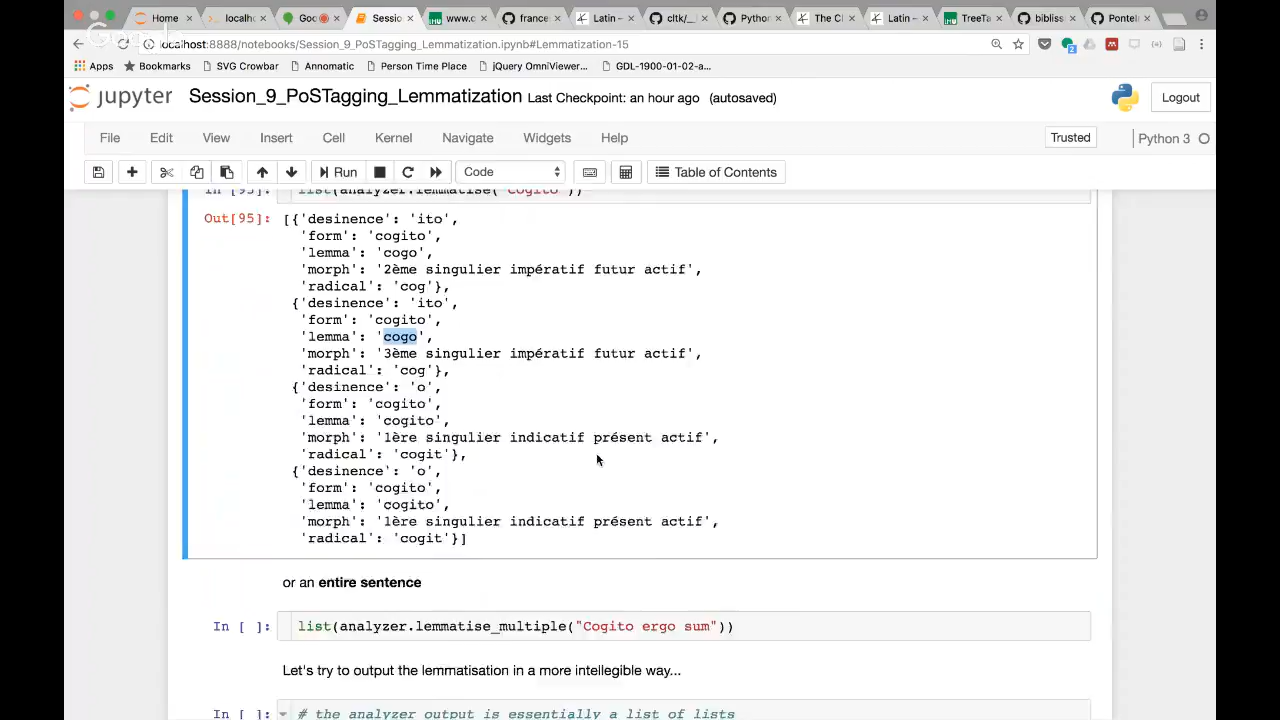 Home
localho
Goo
Sessio
www.c
france
Latin –
cltk/
Python
The Cl
Latin –
TreeTa
bibliss
Pontei
localhost:8888/notebooks/Session_9_PoSTagging_Lemmatization.ipynb#Lemmatization-15
Apps Bookmarks SVG Crowbar Annomatic Person Time Place jQuery OmniViewer... GDL-1900-01-02-a...
jupyter Session_9_PoSTagging_Lemmatization Last Checkpoint: an hour ago (autosaved) Logout
File Edit View Insert Cell Kernel Navigate Widgets Help Trusted Python 3
Run Code Table of Contents
In [95]: list(analyzer.lemmatise("Cogito"))
Out[95]: [{'desinence': 'ito',
'form': 'cogito',
'lemma': 'cogo',
'morph': '2ème singulier impératif futur actif',
'radical': 'cog'},
{'desinence': 'ito',
'form': 'cogito',
'lemma': 'cogo',
'morph': '3ème singulier impératif futur actif',
'radical': 'cog'},
{'desinence': 'o',
'form': 'cogito',
'lemma': 'cogito',
'morph': '1ère singulier indicatif présent actif',
'radical': 'cogit'},
{'desinence': 'o',
'form': 'cogito',
'lemma': 'cogito',
'morph': '1ère singulier indicatif présent actif',
'radical': 'cogit'}]
or an entire sentence
In [ ]: list(analyzer.lemmatise_multiple("Cogito ergo sum"))
Let's try to output the lemmatisation in a more intellegible way...
In [ ]: # the analyzer output is essentially a list of lists